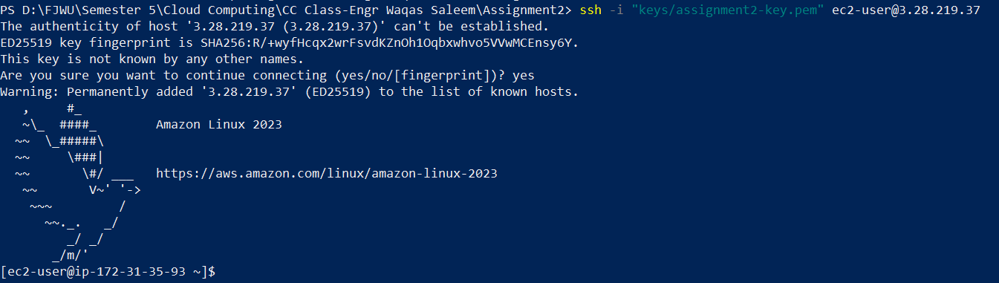 PS D:\FJWU\Semester 5\Cloud Computing\CC Class-Engr Waqas Saleem\Assignment2> ssh -i "keys/assignment2-key.pem" ec2-user@3.28.219.37
The authenticity of host '3.28.219.37 (3.28.219.37)' can't be established.
ED25519 key fingerprint is SHA256:R/+wyfHcqx2wrFsvdKZnOh1Oqbxwhvo5VVwMCEnsy6Y.
This key is not known by any other names.
Are you sure you want to continue connecting (yes/no/[fingerprint])? yes
Warning: Permanently added '3.28.219.37' (ED25519) to the list of known hosts.
   ,     #_
   ~\_  ####_        Amazon Linux 2023
  ~~  \_#####\
  ~~     \###|
  ~~       \#/ ___   https://aws.amazon.com/linux/amazon-linux-2023
   ~~       V~' '->
    ~~~         /
      ~~._.   _/
         _/ _/
       _/m/'
[ec2-user@ip-172-31-35-93 ~]$